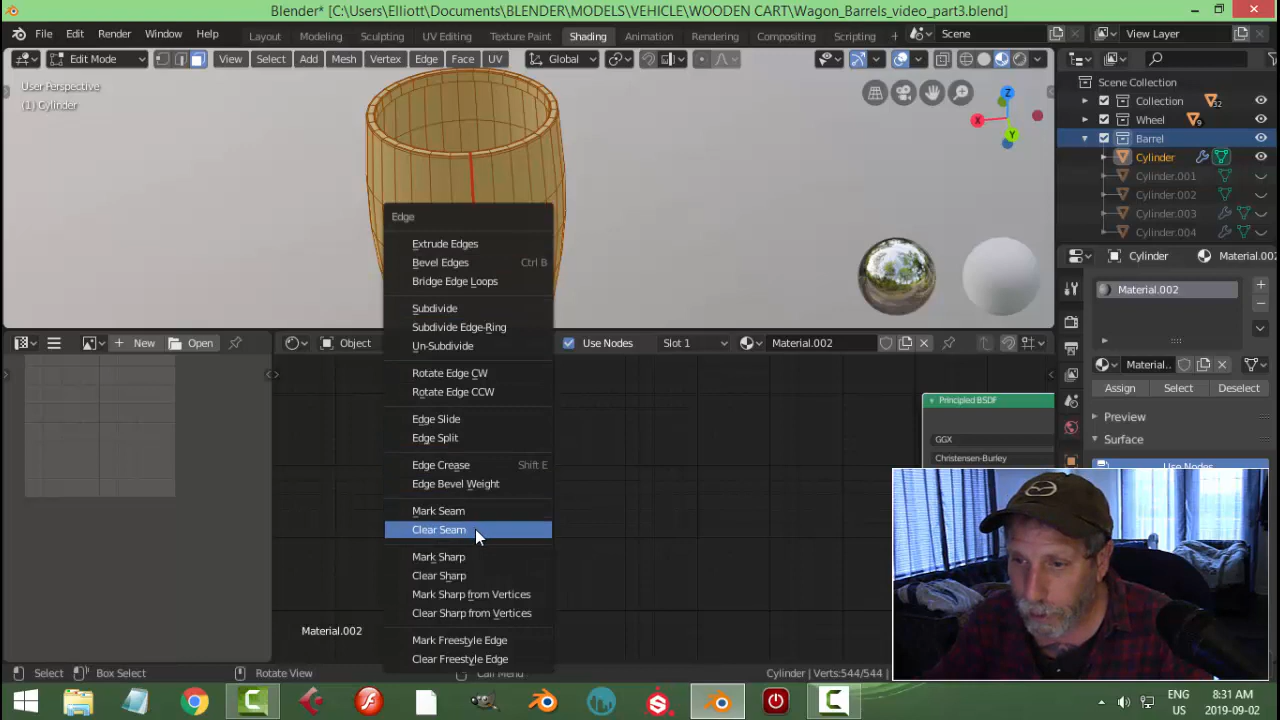 Blender* [C:\Users\Elliott\Documents\BLENDER\MODELS\VEHICLE\WOODEN CART\Wagon_Barrels_video_part3.blend]
File Edit Render Window Help Layout Modeling Sculpting UV Editing Texture Paint Shading Animation Rendering Compositing Scripting + Scene View Layer
Edit Mode View Select Add Mesh Vertex Edge Face UV Global
User Perspective
(1) Cylinder
Z
X
Y
Scene Collection
Collection 32
Wheel 9
Barrel
Cylinder
Cylinder.001
Cylinder.002
Cylinder.003
Cylinder.004
Cylinder Material.002
Material.002
Material.
Assign Select Deselect
Preview
Surface
Use Nodes
Edge
Extrude Edges
Bevel Edges Ctrl B
Bridge Edge Loops
Subdivide
Subdivide Edge-Ring
Un-Subdivide
Rotate Edge CW
Rotate Edge CCW
Edge Slide
Edge Split
Edge Crease Shift E
Edge Bevel Weight
Mark Seam
Clear Seam
Mark Sharp
Clear Sharp
Mark Sharp from Vertices
Clear Sharp from Vertices
Mark Freestyle Edge
Clear Freestyle Edge
New Open Object Use Nodes Slot 1 Material.002
Principled BSDF
GGX
Christensen-Burley
Material.002
Select Box Select Rotate View Call Menu Cylinder | Verts:544/544 |
ENG
US
8:31 AM
2019-09-02